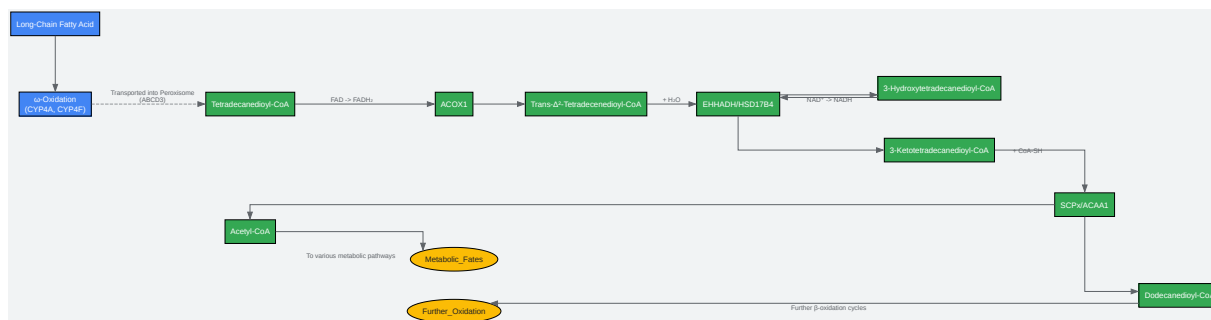 Long-Chain Fatty Acid
ω-Oxidation
(CYP4A, CYP4F)
Transported into Peroxisome
(ABCD3)
Tetradecanedioyl-CoA
FAD -> FADH₂
ACOX1
Trans-Δ²-Tetradecenedioyl-CoA
+ H₂O
EHHADH/HSD17B4
NAD⁺ -> NADH
3-Hydroxytetradecanedioyl-CoA
3-Ketotetradecanedioyl-CoA
+ CoA-SH
SCPx/ACAA1
Acetyl-CoA
To various metabolic pathways
Metabolic_Fates
Dodecanedioyl-CoA
Further β-oxidation cycles
Further_Oxidation